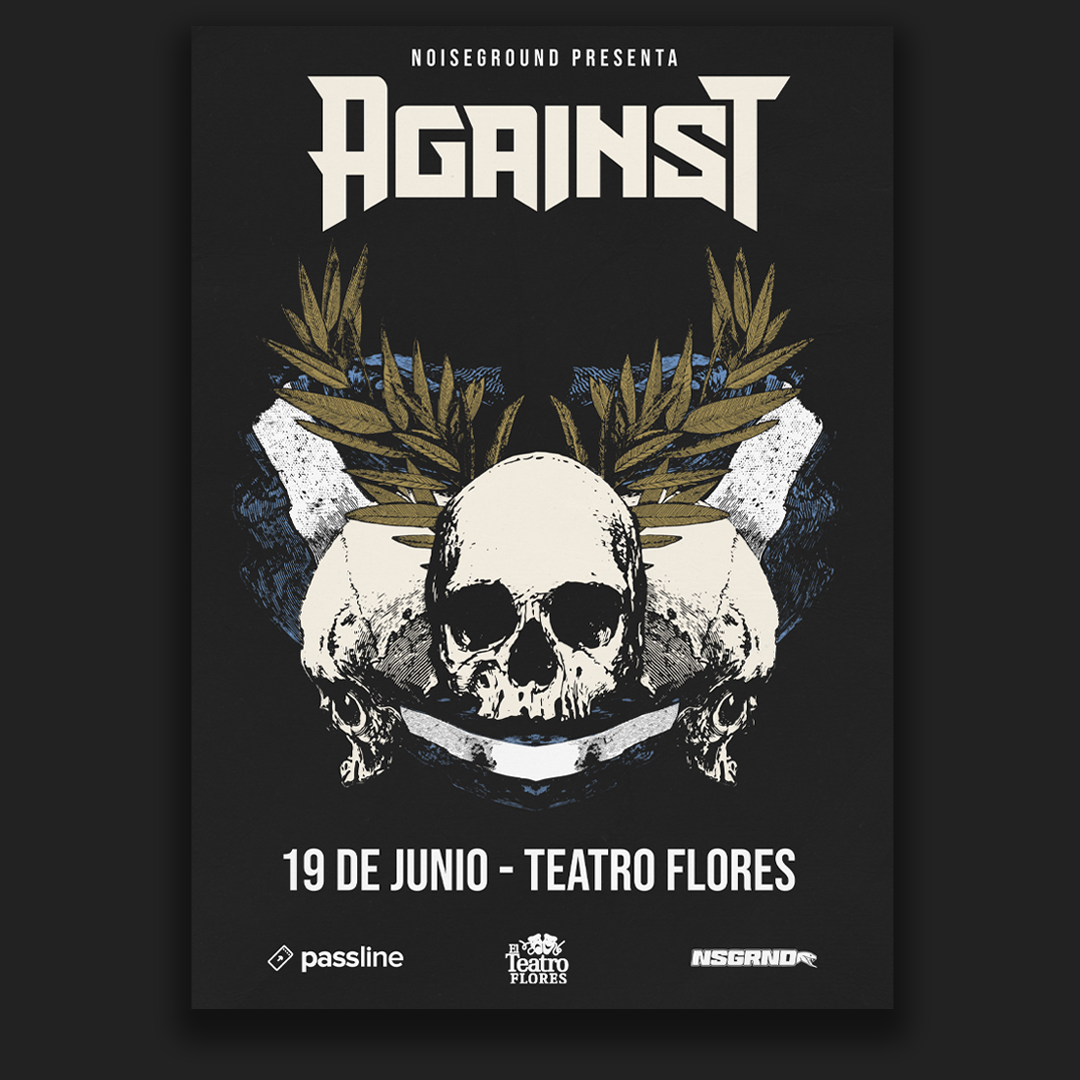 NOISEGROUND PRESENTA
AGAINST
19 DE JUNIO - TEATRO FLORES
passline
El Teatro FLORES
NSGRND